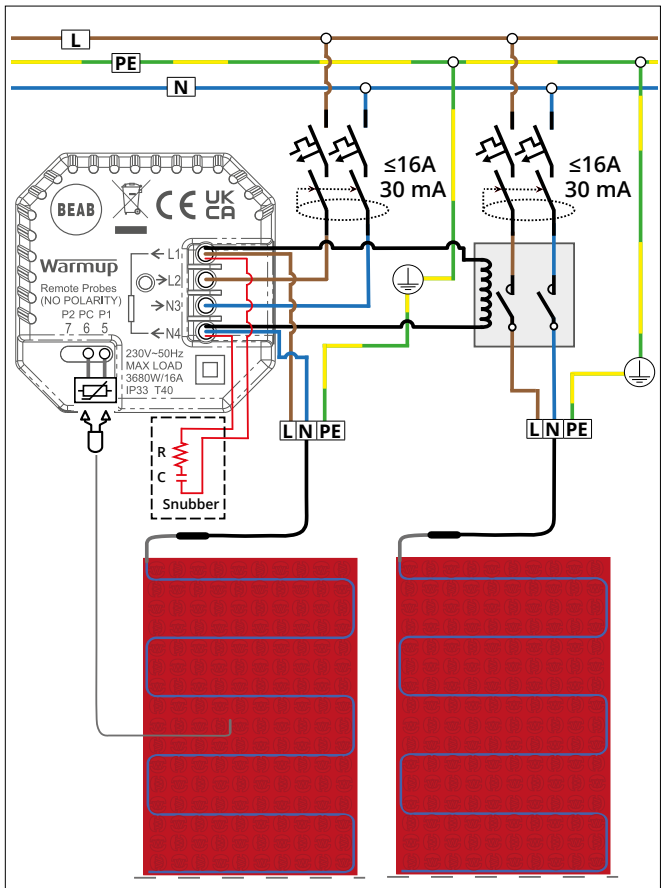 L
PE
N
≤16A
30 mA
≤16A
30 mA
BEAB
CE UK CA
L1
Warmup
L2
Remote Probes
(NO POLARITY)
N3
P2 PC P1
7 6 5
N4
230V~50Hz
MAX LOAD
3680W/16A
IP33 T40
L N PE
L N PE
R
C
Snubber